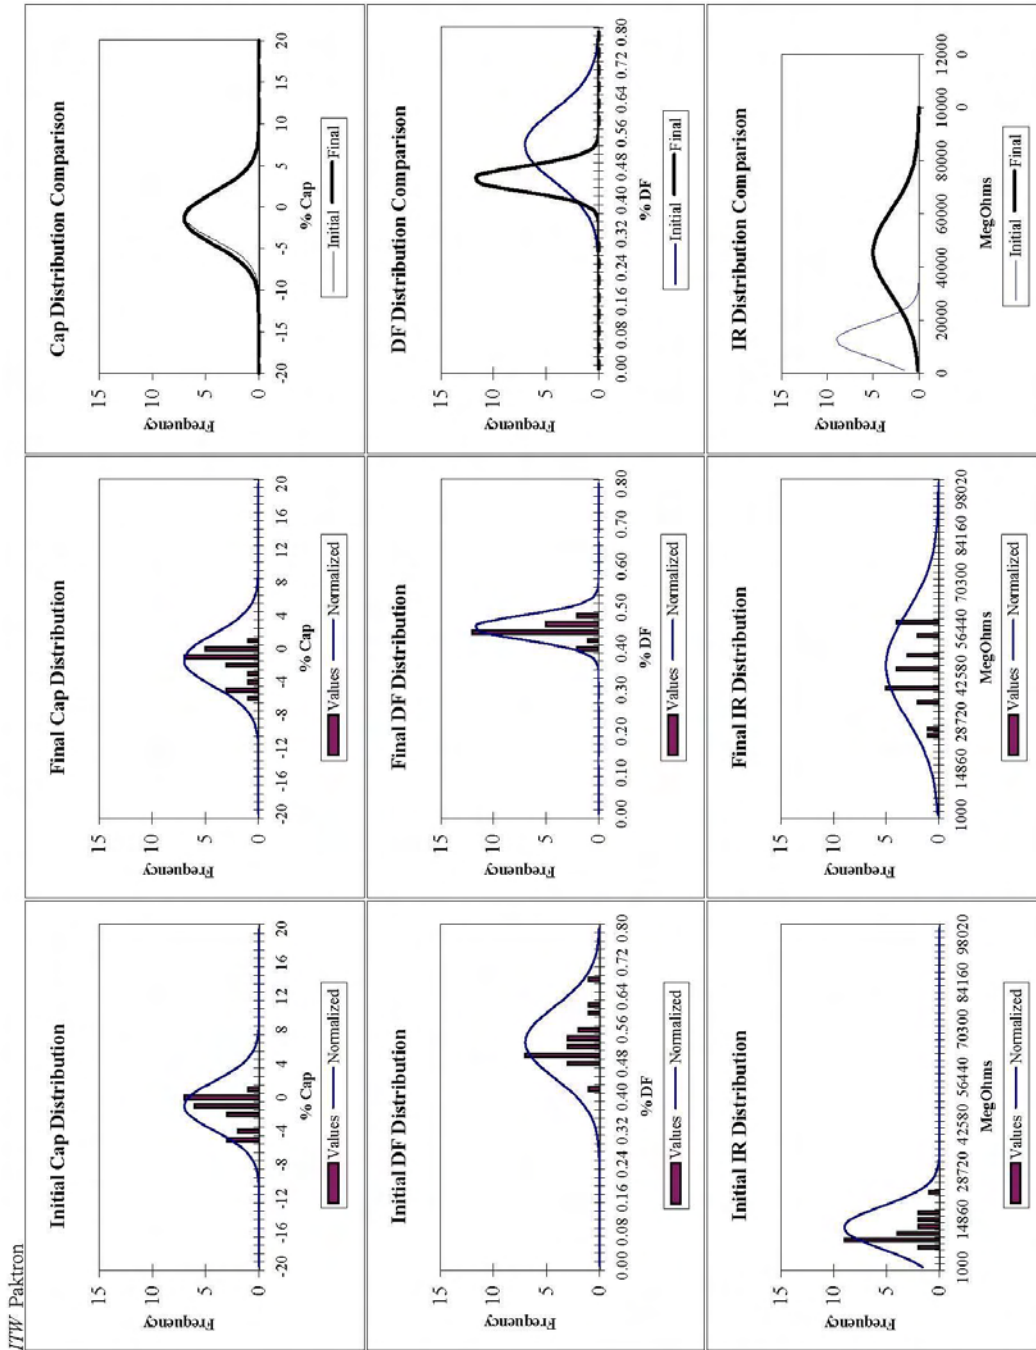 ITW Paktron
Initial Cap Distribution
Frequency
15
10
5
0
-20 -16 -12 -8 -4 0 4 8 12 16 20
% Cap
Values Normalized
Final Cap Distribution
Frequency
15
10
5
0
-20 -16 -12 -8 -4 0 4 8 12 16 20
% Cap
Values Normalized
Cap Distribution Comparison
Frequency
15
10
5
0
-20 -15 -10 -5 0 5 10 15 20
% Cap
Initial Final
Initial DF Distribution
Frequency
15
10
5
0
0.00 0.08 0.16 0.24 0.32 0.40 0.48 0.56 0.64 0.72 0.80
% DF
Values Normalized
Final DF Distribution
Frequency
15
10
5
0
0.00 0.10 0.20 0.30 0.40 0.50 0.60 0.70 0.80
% DF
Values Normalized
DF Distribution Comparison
Frequency
15
10
5
0
0.00 0.08 0.16 0.24 0.32 0.40 0.48 0.56 0.64 0.72 0.80
% DF
Initial Final
Initial IR Distribution
Frequency
15
10
5
0
1000 14860 28720 42580 56440 70300 84160 98020
MegOhms
Values Normalized
Final IR Distribution
Frequency
15
10
5
0
1000 14860 28720 42580 56440 70300 84160 98020
MegOhms
Values Normalized
IR Distribution Comparison
Frequency
15
10
5
0
0 20000 40000 60000 80000 10000 12000
0 0
MegOhms
Initial Final